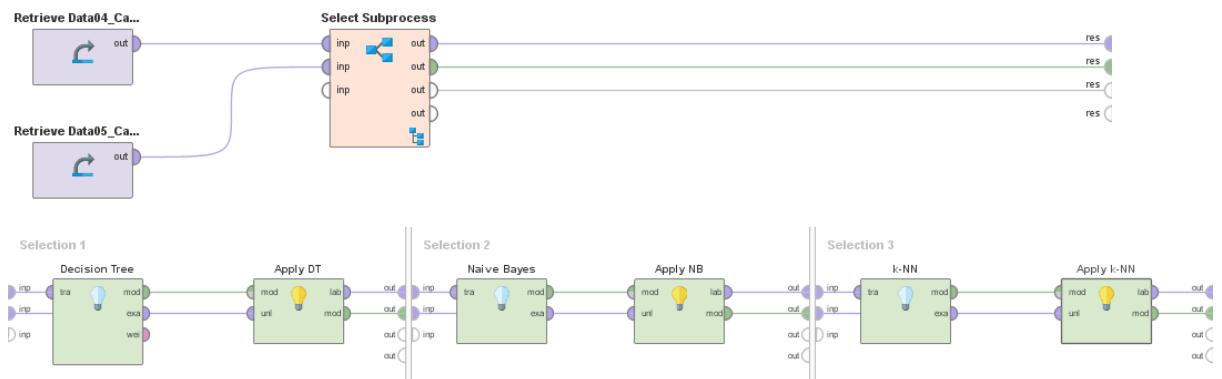 Retrieve Data04_Ca...
out
Select Subprocess
inp out res
inp out res
inp out res
out res
Retrieve Data05_Ca...
out
Selection 1
Decision Tree
Apply DT
inp tra mod mod lab out
inp exa unl mod out
inp wei out
out
Selection 2
Naive Bayes
Apply NB
inp tra mod mod lab out
inp exa unl mod out
inp out
out
Selection 3
k-NN
Apply k-NN
inp tra mod mod lab out
inp exa unl mod out
inp out
out